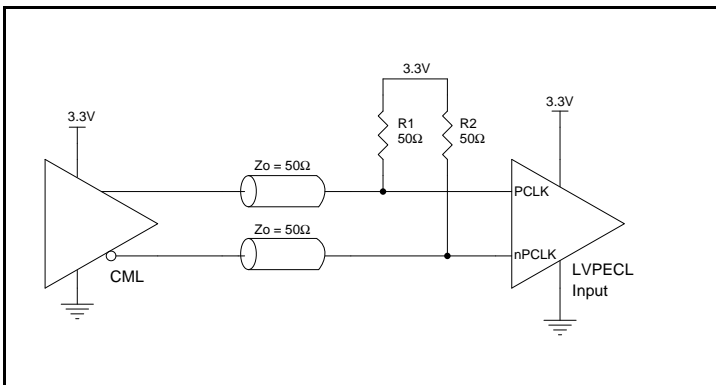 3.3V
3.3V
3.3V
R1
50Ω
R2
50Ω
Zo = 50Ω
PCLK
Zo = 50Ω
nPCLK
CML
LVPECL
Input